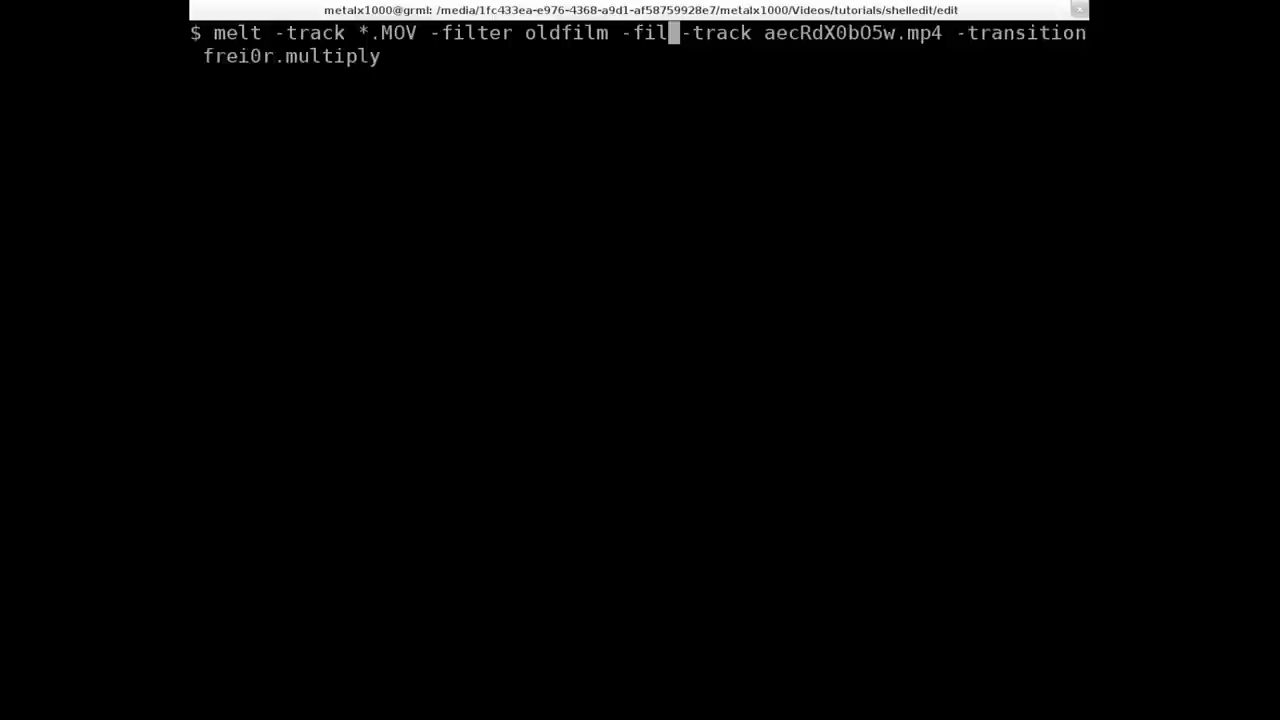 metalx1000@grml: /media/1fc433ea-e976-4368-a9d1-af58759928e7/metalx1000/Videos/tutorials/shelledit/edit
$ melt -track *.MOV -filter oldfilm -fil -track aecRdX0bO5w.mp4 -transition
frei0r.multiply